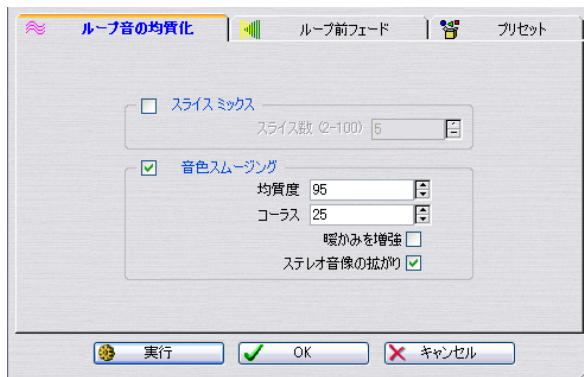 ループ音の均質化 ループ前フェード プリセット
スライス ミックス
スライス数 (2-100) 5
音色スムージング
均質度 95
コーラス 25
暖かみを増強
ステレオ音像の拡がり
実行 OK キャンセル